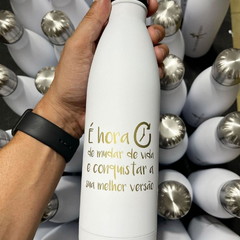 É hora
de mudar de vida
e conquistar a
sua melhor versão